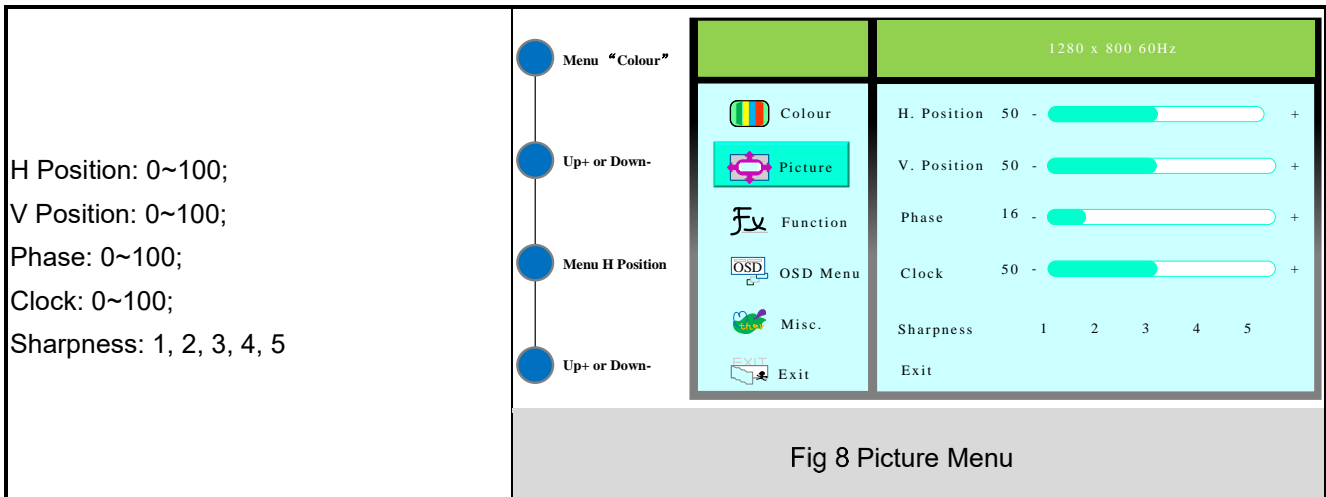 H Position: 0~100;
V Position: 0~100;
Phase: 0~100;
Clock: 0~100;
Sharpness: 1, 2, 3, 4, 5
Menu “Colour”
Up+ or Down-
Menu H Position
Up+ or Down-
1280 x 800 60Hz
Colour
Picture
Function
OSD OSD Menu
Misc.
EXIT
Exit
H. Position 50 - +
V. Position 50 - +
Phase 16 - +
Clock 50 - +
Sharpness 1 2 3 4 5
Exit
Fig 8 Picture Menu